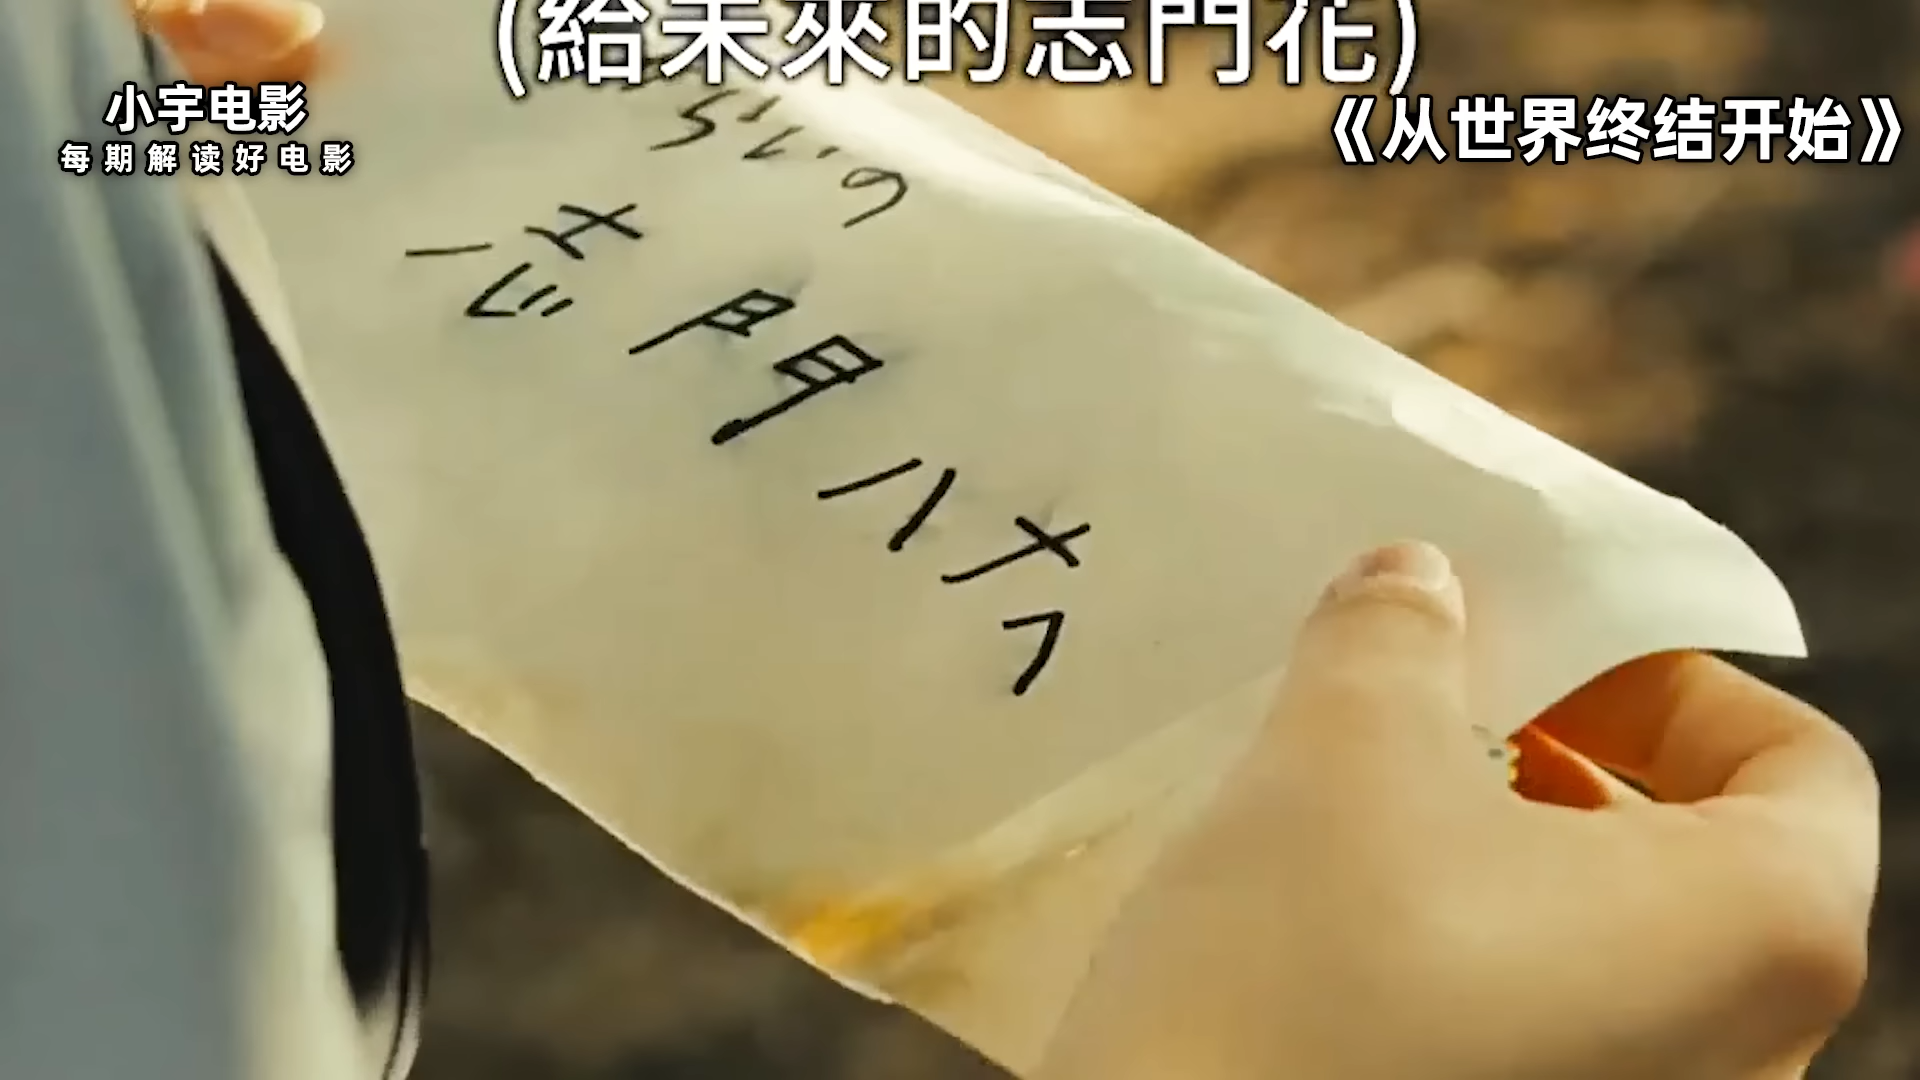 (給未來的志門花)
小宇电影
每期解读好电影
《从世界终结开始》
らいの
志門ハナへ